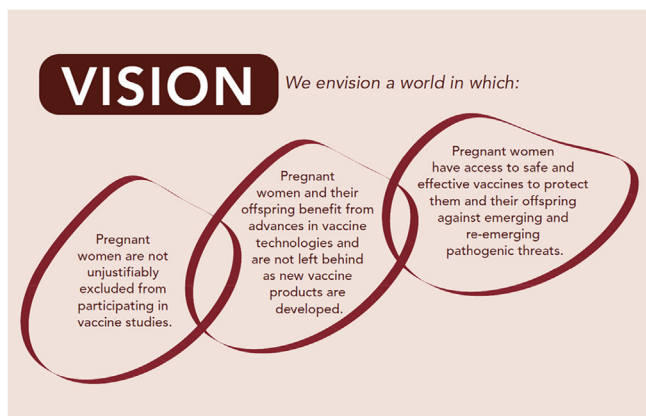 VISION
We envision a world in which:
Pregnant
women are not
unjustifiably
excluded from
participating in
vaccine studies.
Pregnant
women and their
offspring benefit from
advances in vaccine
technologies and
are not left behind
as new vaccine
products are
developed.
Pregnant women
have access to safe and
effective vaccines to protect
them and their offspring
against emerging and
re-emerging
pathogenic threats.